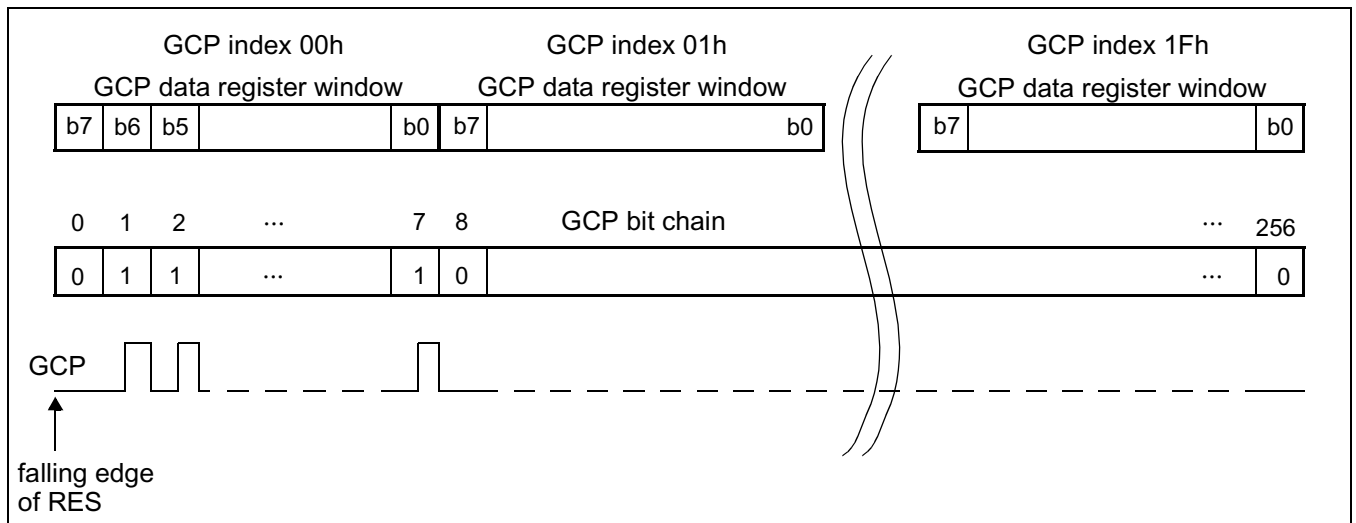 GCP index 00h GCP index 01h GCP index 1Fh
GCP data register window GCP data register window GCP data register window
b7 b6 b5 b0 b7 b0 b7 b0
0 1 2 ... 7 8 GCP bit chain ... 256
0 1 1 ... 1 0 ... 0
GCP
falling edge
of RES